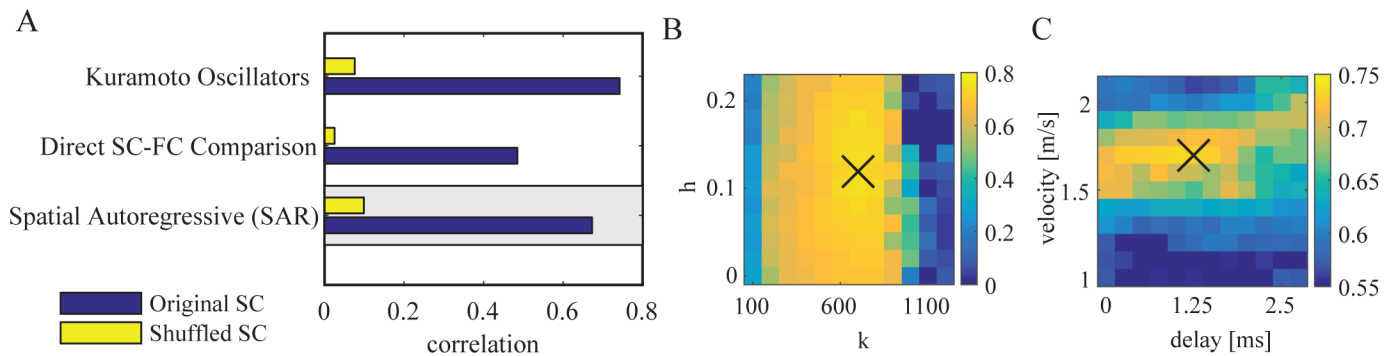 A
Kuramoto Oscillators
Direct SC-FC Comparison
Spatial Autoregressive (SAR)
Original SC
Shuffled SC
0 0.2 0.4 0.6 0.8
correlation
B
h
0.2
0.1
0
100 600 1100
k
0.8
0.6
0.4
0.2
0
C
velocity [m/s]
2
1.5
1
0 1.25 2.5
delay [ms]
0.75
0.7
0.65
0.6
0.55